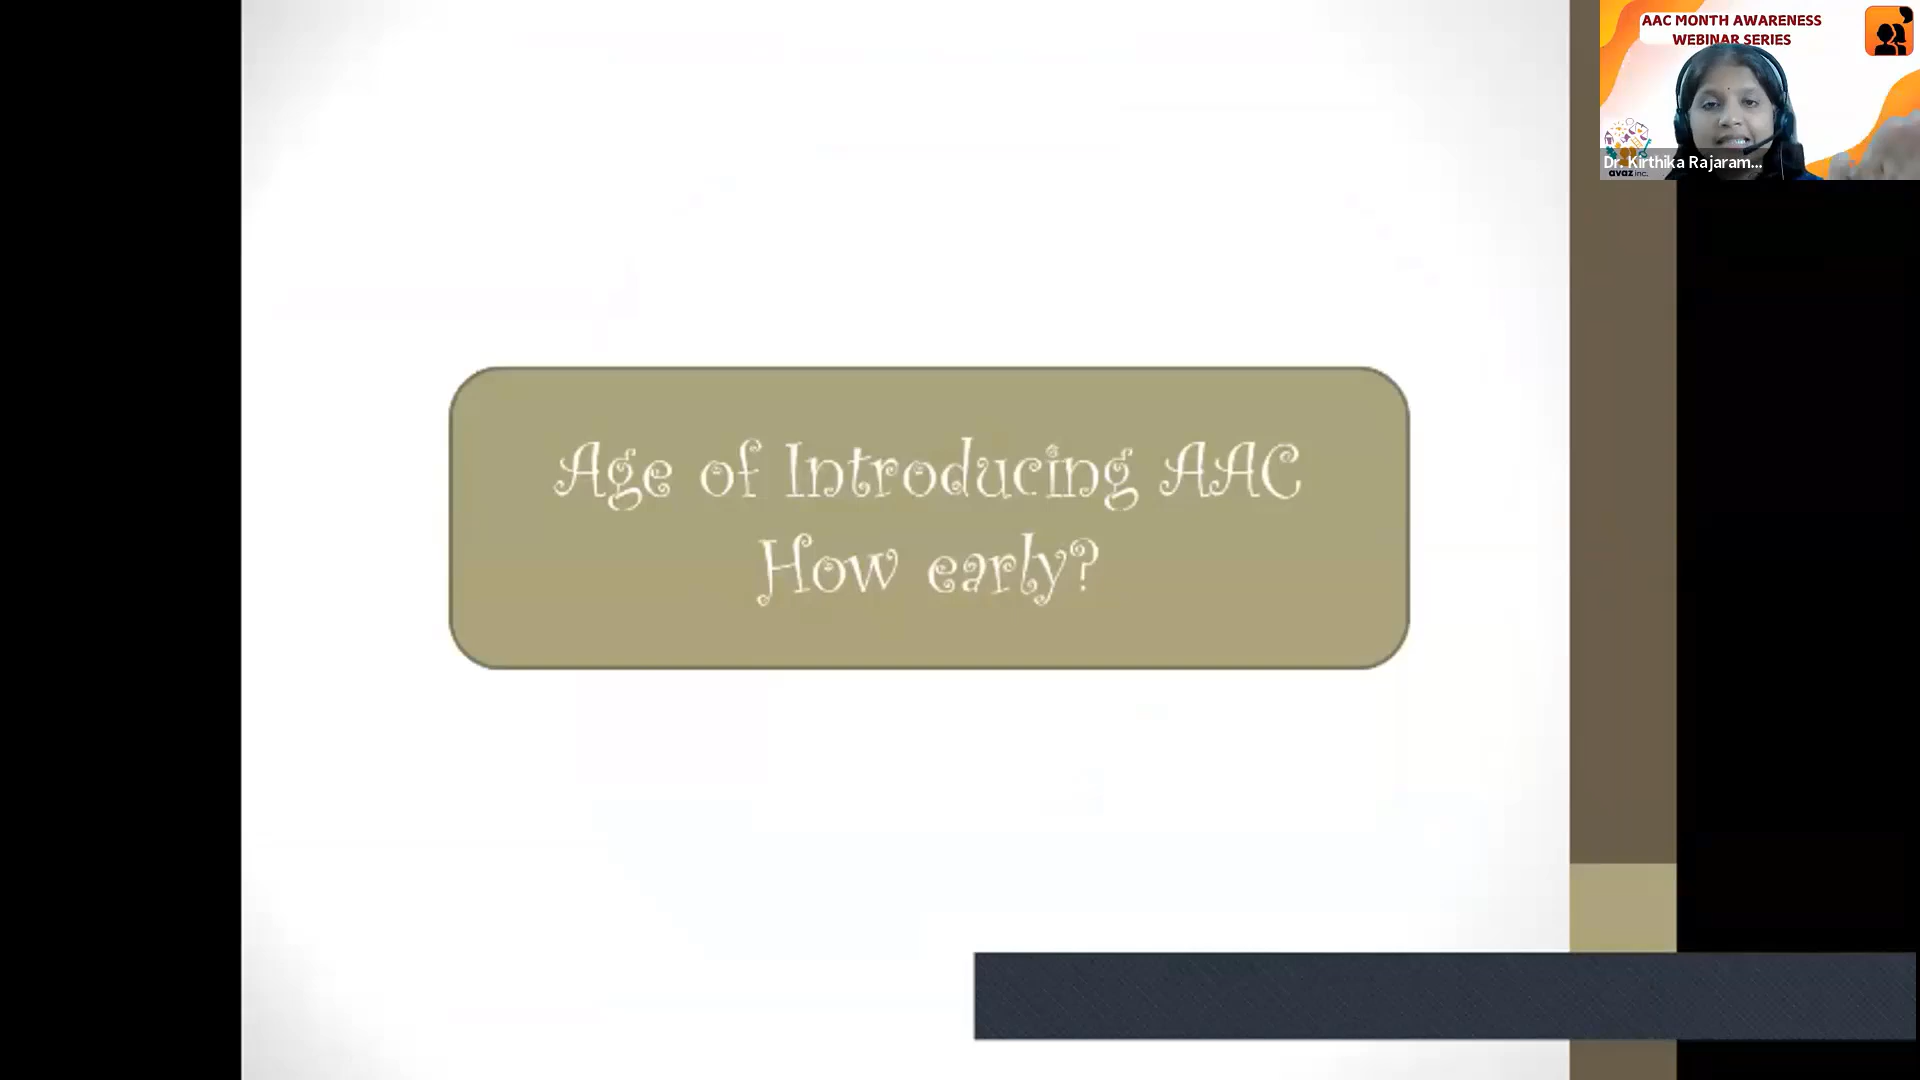 AAC MONTH AWARENESS
WEBINAR SERIES
Dr. Kirthika Rajaram...
avaz inc.
Age of Introducing AAC
How early?